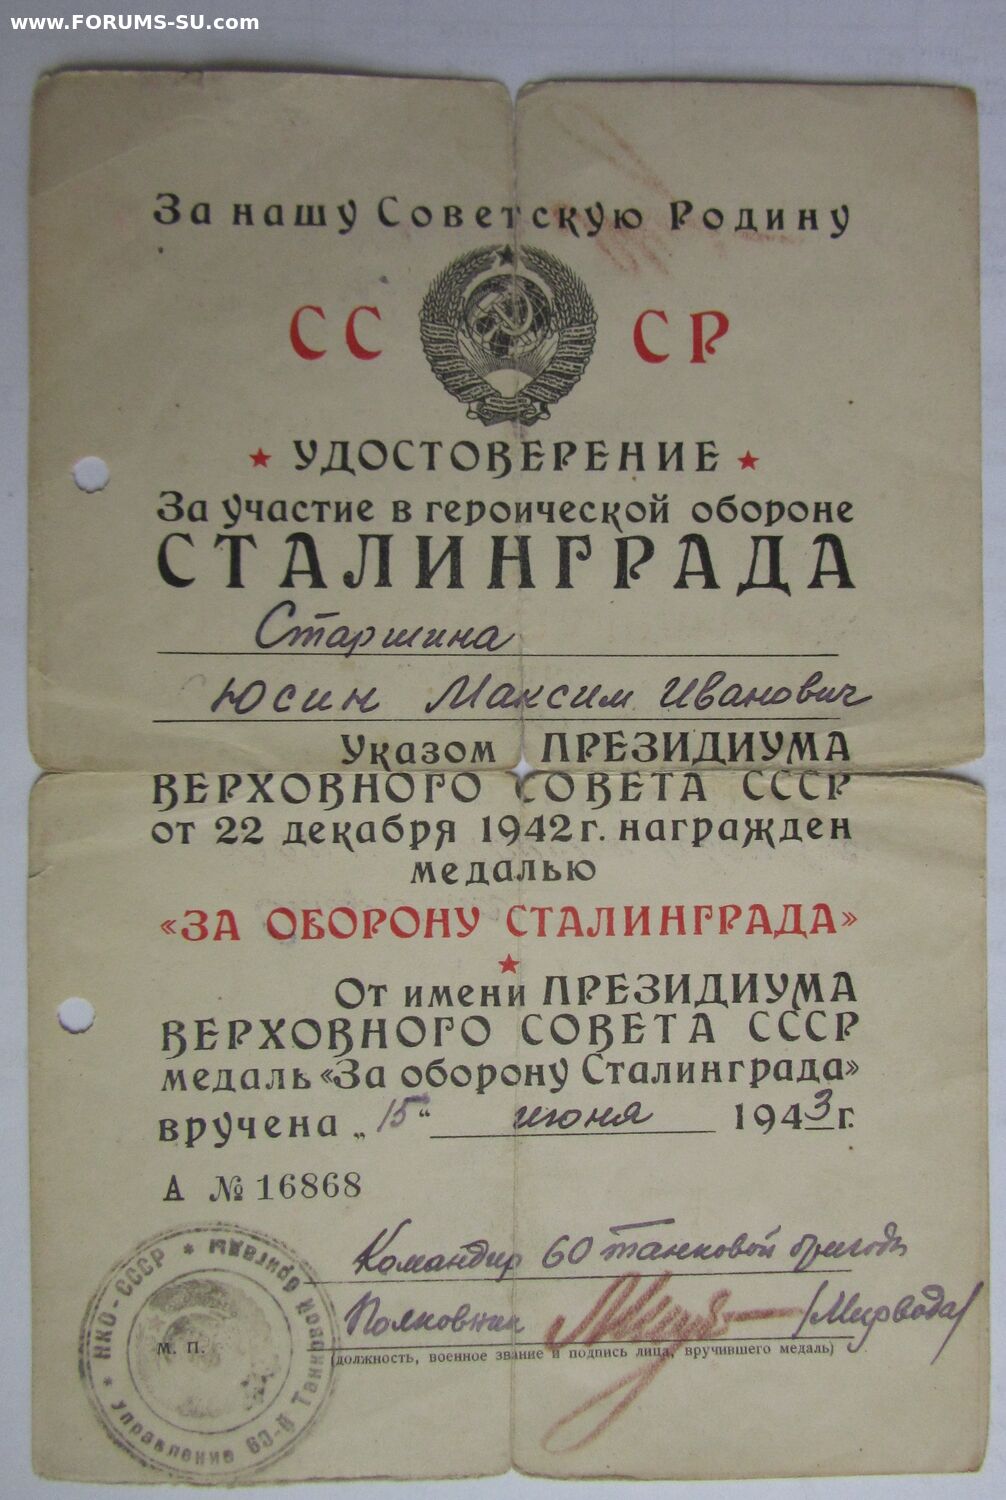 www.FORUMS-SU.com
За нашу Советскую Родину
СС СР
УДОСТОВЕРЕНИЕ
За участие в героической обороне
СТАЛИНГРАДА
Старшина
Юсин Максим Иванович
Указом ПРЕЗИДИУМА
ВЕРХОВНОГО СОВЕТА СССР
от 22 декабря 1942 г. награжден
медалью
«ЗА ОБОРОНУ СТАЛИНГРАДА»
От имени ПРЕЗИДИУМА
ВЕРХОВНОГО СОВЕТА СССР
медаль «За оборону Сталинграда»
вручена „15“ июня 1943 г.
А № 16868
Командир 60 танковой бригады
Полковник /Мирвода/
М. П.
(должность, военное звание и подпись лица, вручившего медаль)
НКО-СССР * Управление Танковой бригады *